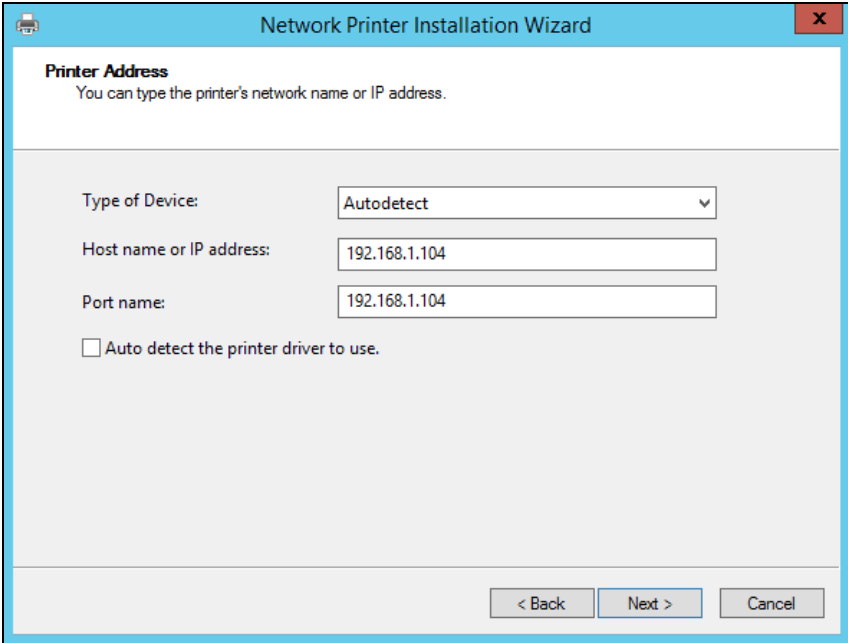 Network Printer Installation Wizard
x
Printer Address
You can type the printer's network name or IP address.
Type of Device:
Autodetect
Host name or IP address:
192.168.1.104
Port name:
192.168.1.104
Auto detect the printer driver to use.
< Back
Next >
Cancel